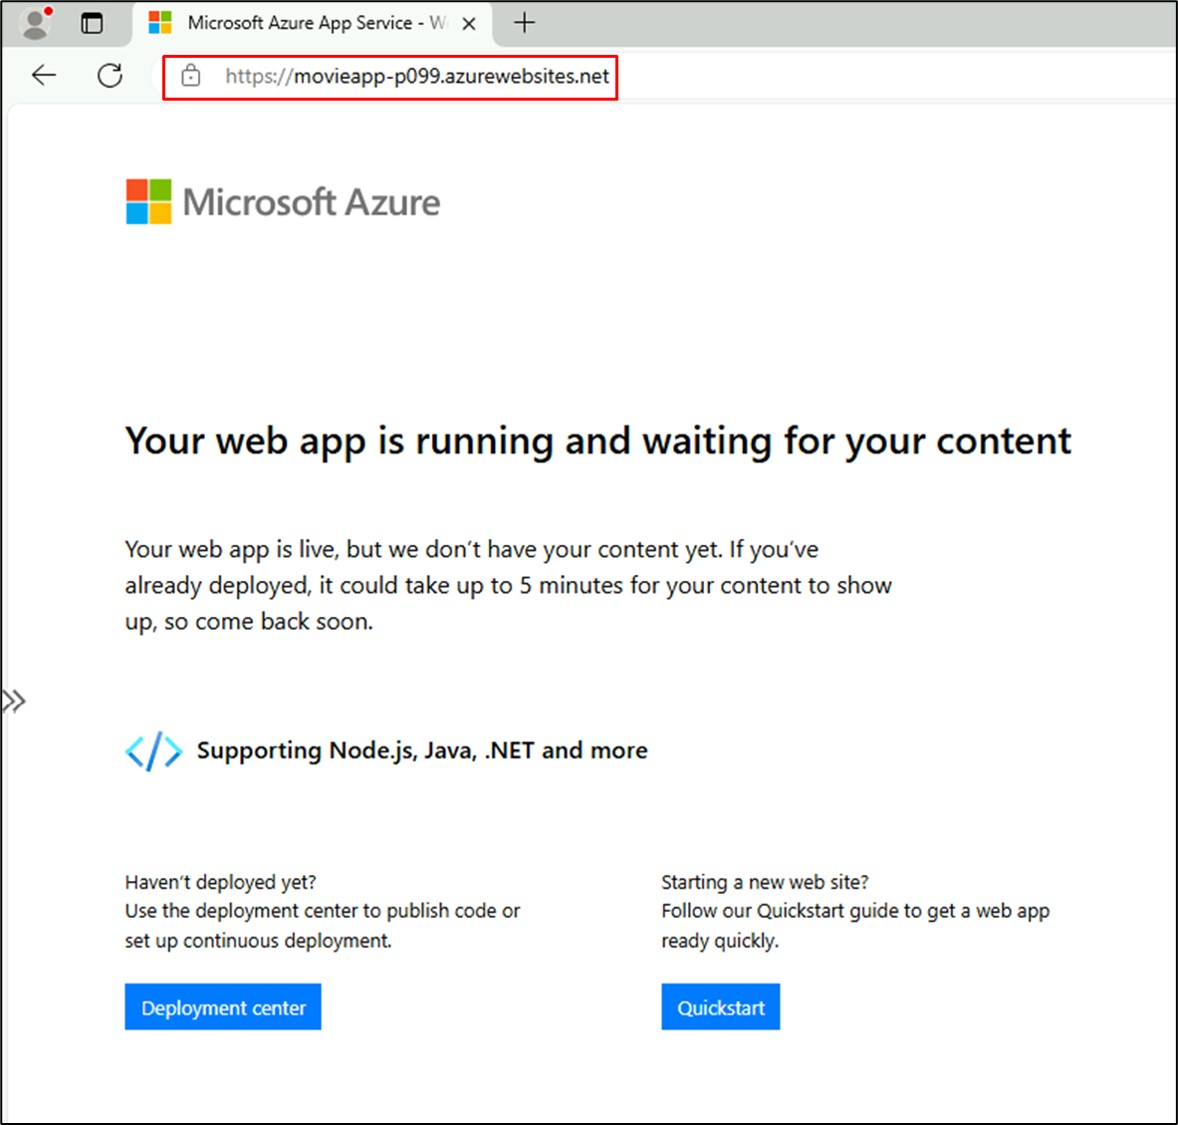 Microsoft Azure App Service - W
https://movieapp-p099.azurewebsites.net
Microsoft Azure
Your web app is running and waiting for your content
Your web app is live, but we don't have your content yet. If you've
already deployed, it could take up to 5 minutes for your content to show
up, so come back soon.
Supporting Node.js, Java, .NET and more
Haven't deployed yet?
Use the deployment center to publish code or
set up continuous deployment.
Deployment center
Starting a new web site?
Follow our Quickstart guide to get a web app
ready quickly.
Quickstart